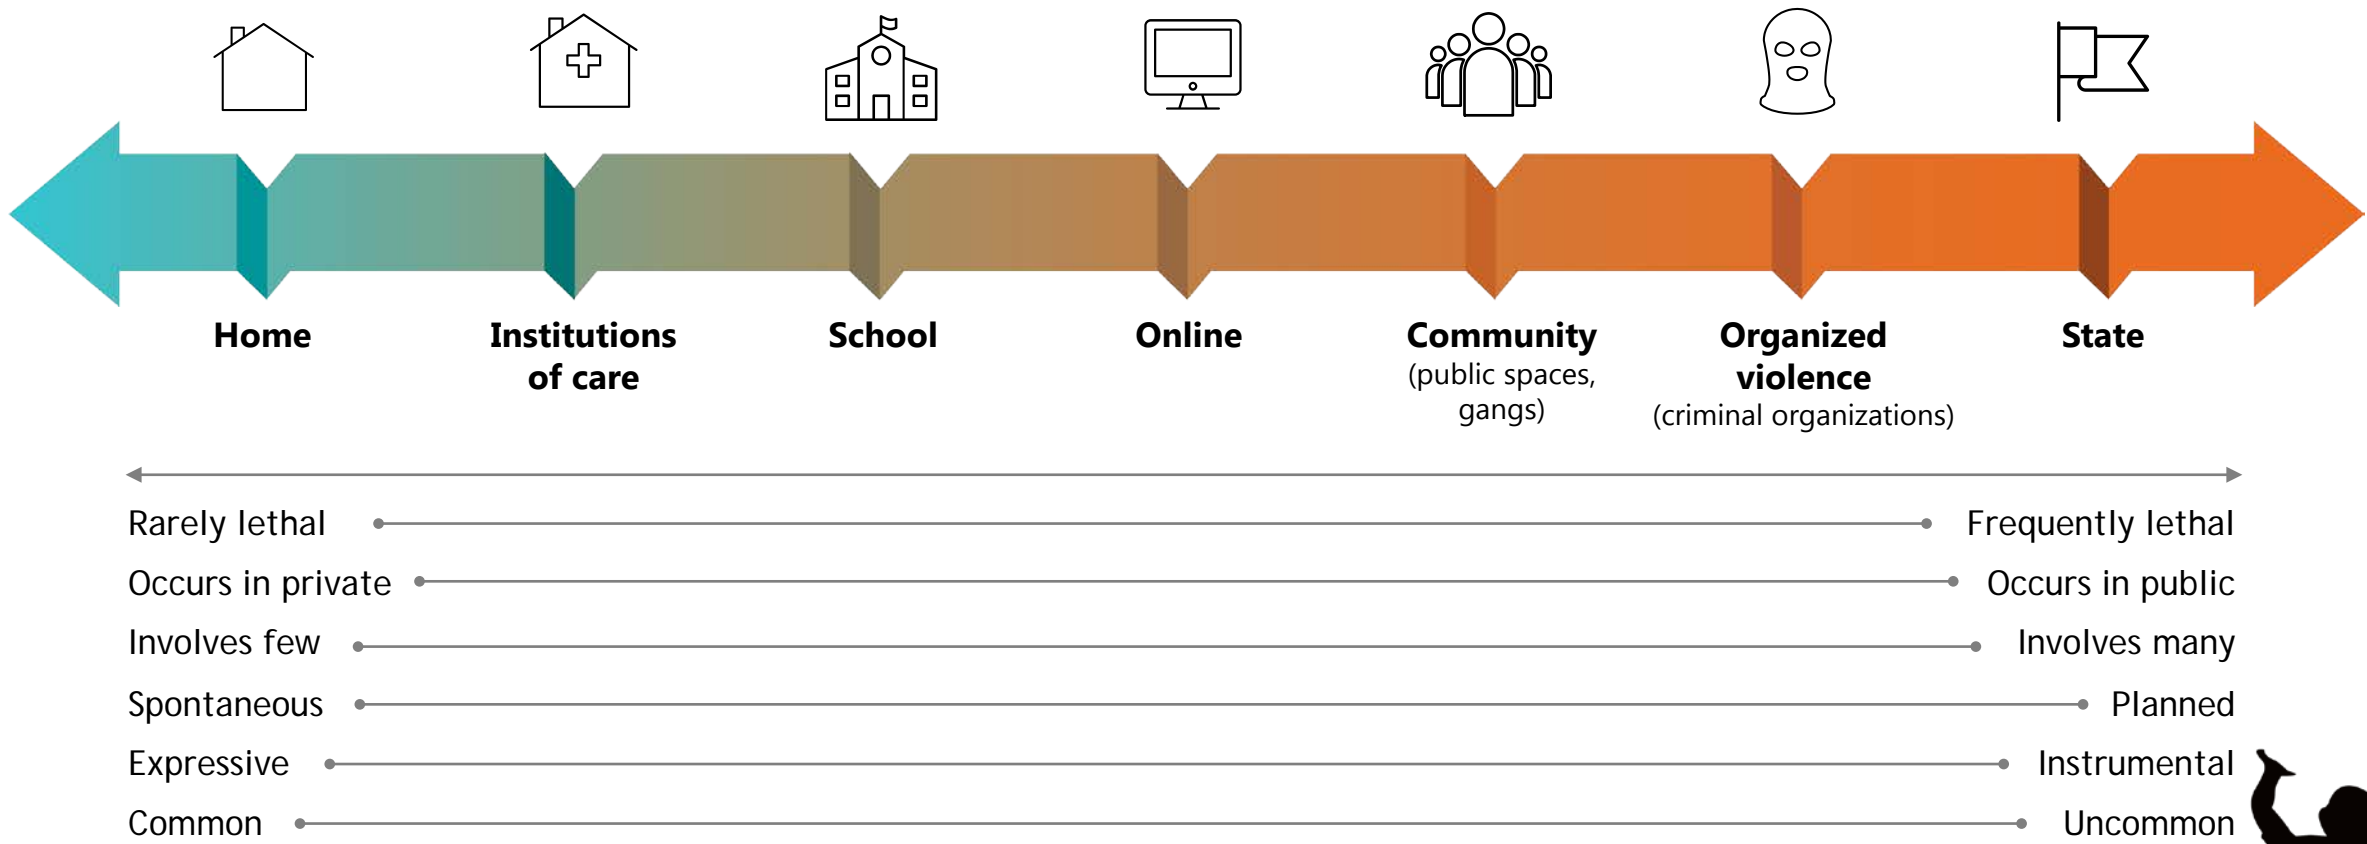 Home
Institutions
of care
School
Online
Community
(public spaces,
gangs)
Organized
violence
(criminal organizations)
State
Rarely lethal
Frequently lethal
Occurs in private
Occurs in public
Involves few
Involves many
Spontaneous
Planned
Expressive
Instrumental
Common
Uncommon